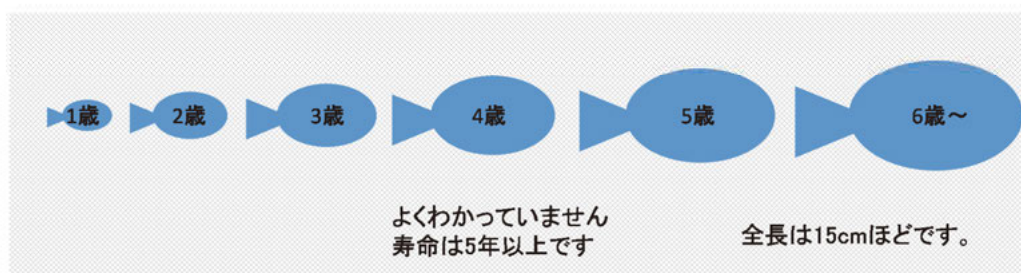 1歳
2歳
3歳
4歳
5歳
6歳～
よくわかっていません
寿命は5年以上です
全長は15cmほどです。